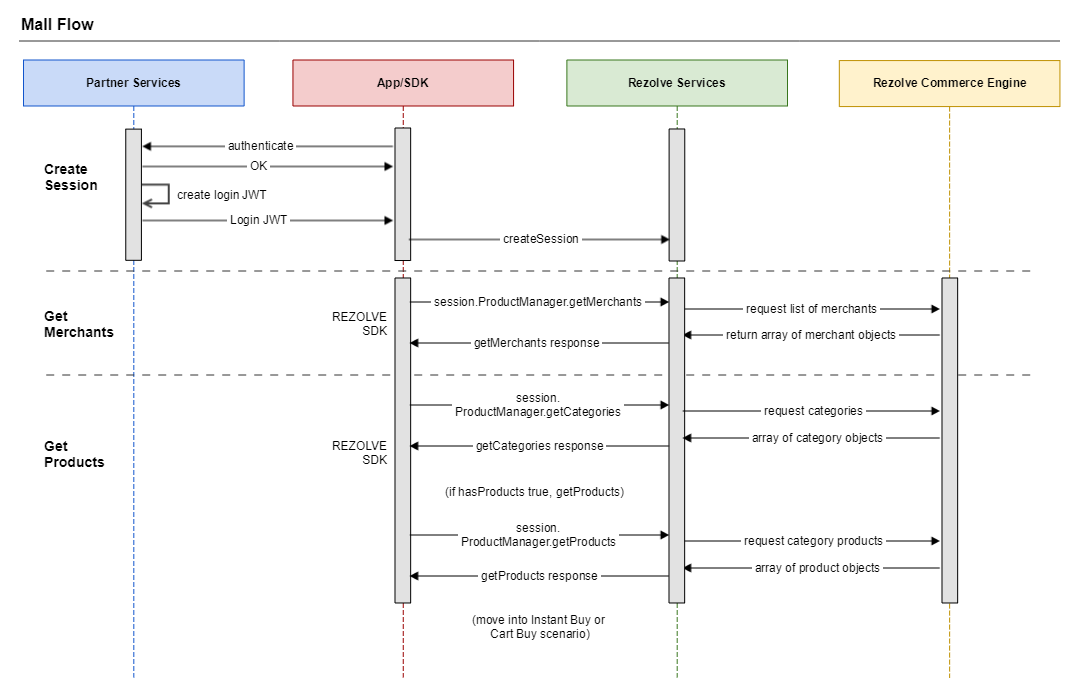 Mall Flow
Partner Services
App/SDK
Rezolve Services
Rezolve Commerce Engine
Create
Session
authenticate
OK
create login JWT
Login JWT
createSession
Get
Merchants
REZOLVE
SDK
session.ProductManager.getMerchants
request list of merchants
return array of merchant objects
getMerchants response
Get
Products
REZOLVE
SDK
session.
ProductManager.getCategories
request categories
array of category objects
getCategories response
(if hasProducts true, getProducts)
session.
ProductManager.getProducts
request category products
array of product objects
getProducts response
(move into Instant Buy or
Cart Buy scenario)